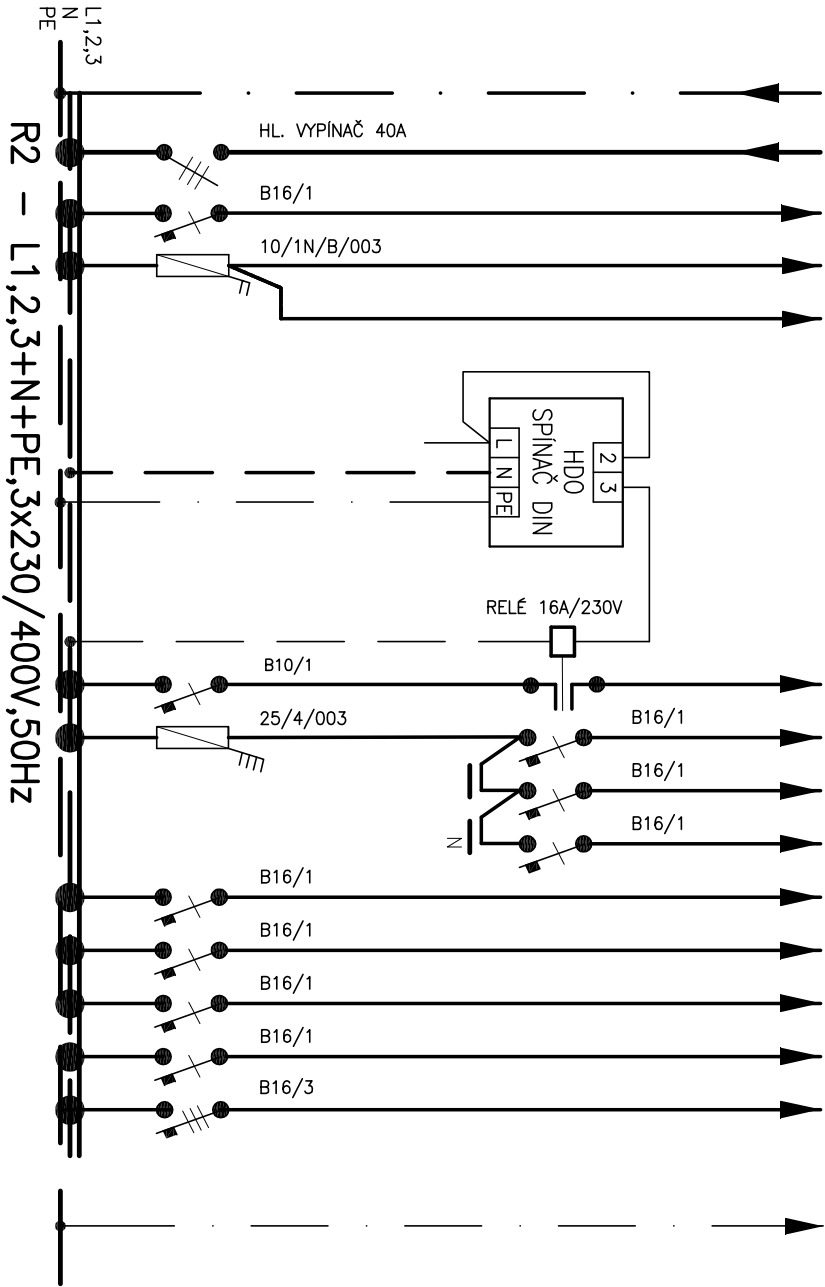 L1,2,3
N
PE
HL. VYPÍNAČ 40A
B16/1
10/1N/B/003
2 3
HDO
SPÍNAČ DIN
L N PE
RELÉ 16A/230V
B10/1
25/4/003
B16/1
B16/1
B16/1
N
B16/1
B16/1
B16/1
B16/1
B16/3
R2 - L1,2,3+N+PE,3x230/400V,50Hz